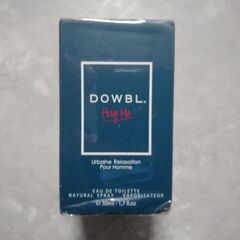 DOWBL.
Hug Me
Urbaine Relaxation
Pour Homme
EAU DE TOILETTE
NATURAL SPRAY VAPORISATEUR
50ml - 1.7 fl.oz